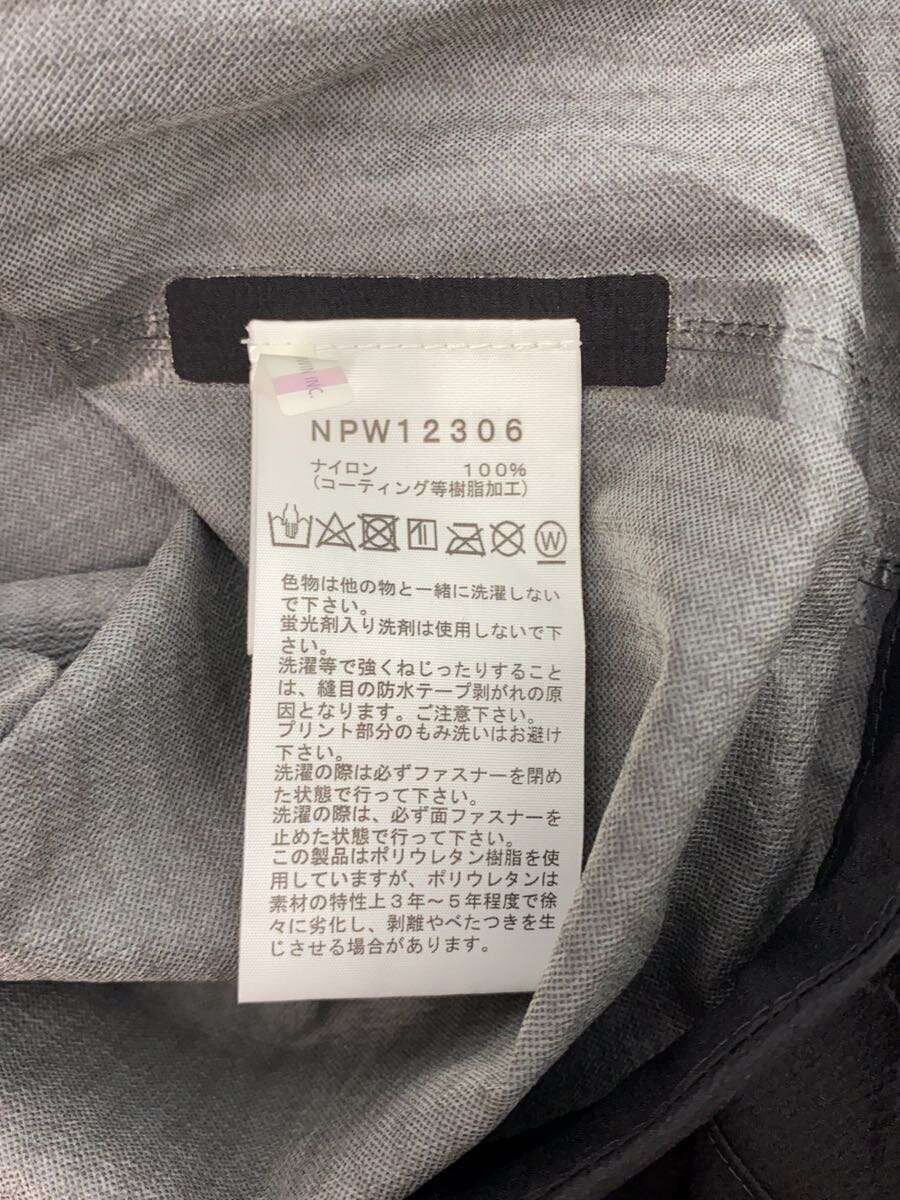 WIN INC.
NPW12306
ナイロン 100%
(コーティング等樹脂加工)
W
色物は他の物と一緒に洗濯しない
で下さい。
蛍光剤入り洗剤は使用しないで下
さい。
洗濯等で強くねじったりすること
は、縫目の防水テープ剥がれの原
因となります。ご注意下さい。
プリント部分のもみ洗いはお避け
下さい。
洗濯の際は必ずファスナーを閉め
た状態で行って下さい。
洗濯の際は、必ず面ファスナーを
止めた状態で行って下さい。
この製品はポリウレタン樹脂を使
用していますが、ポリウレタンは
素材の特性上3年～5年程度で徐
々に劣化し、剥離やべたつきを生
じさせる場合があります。